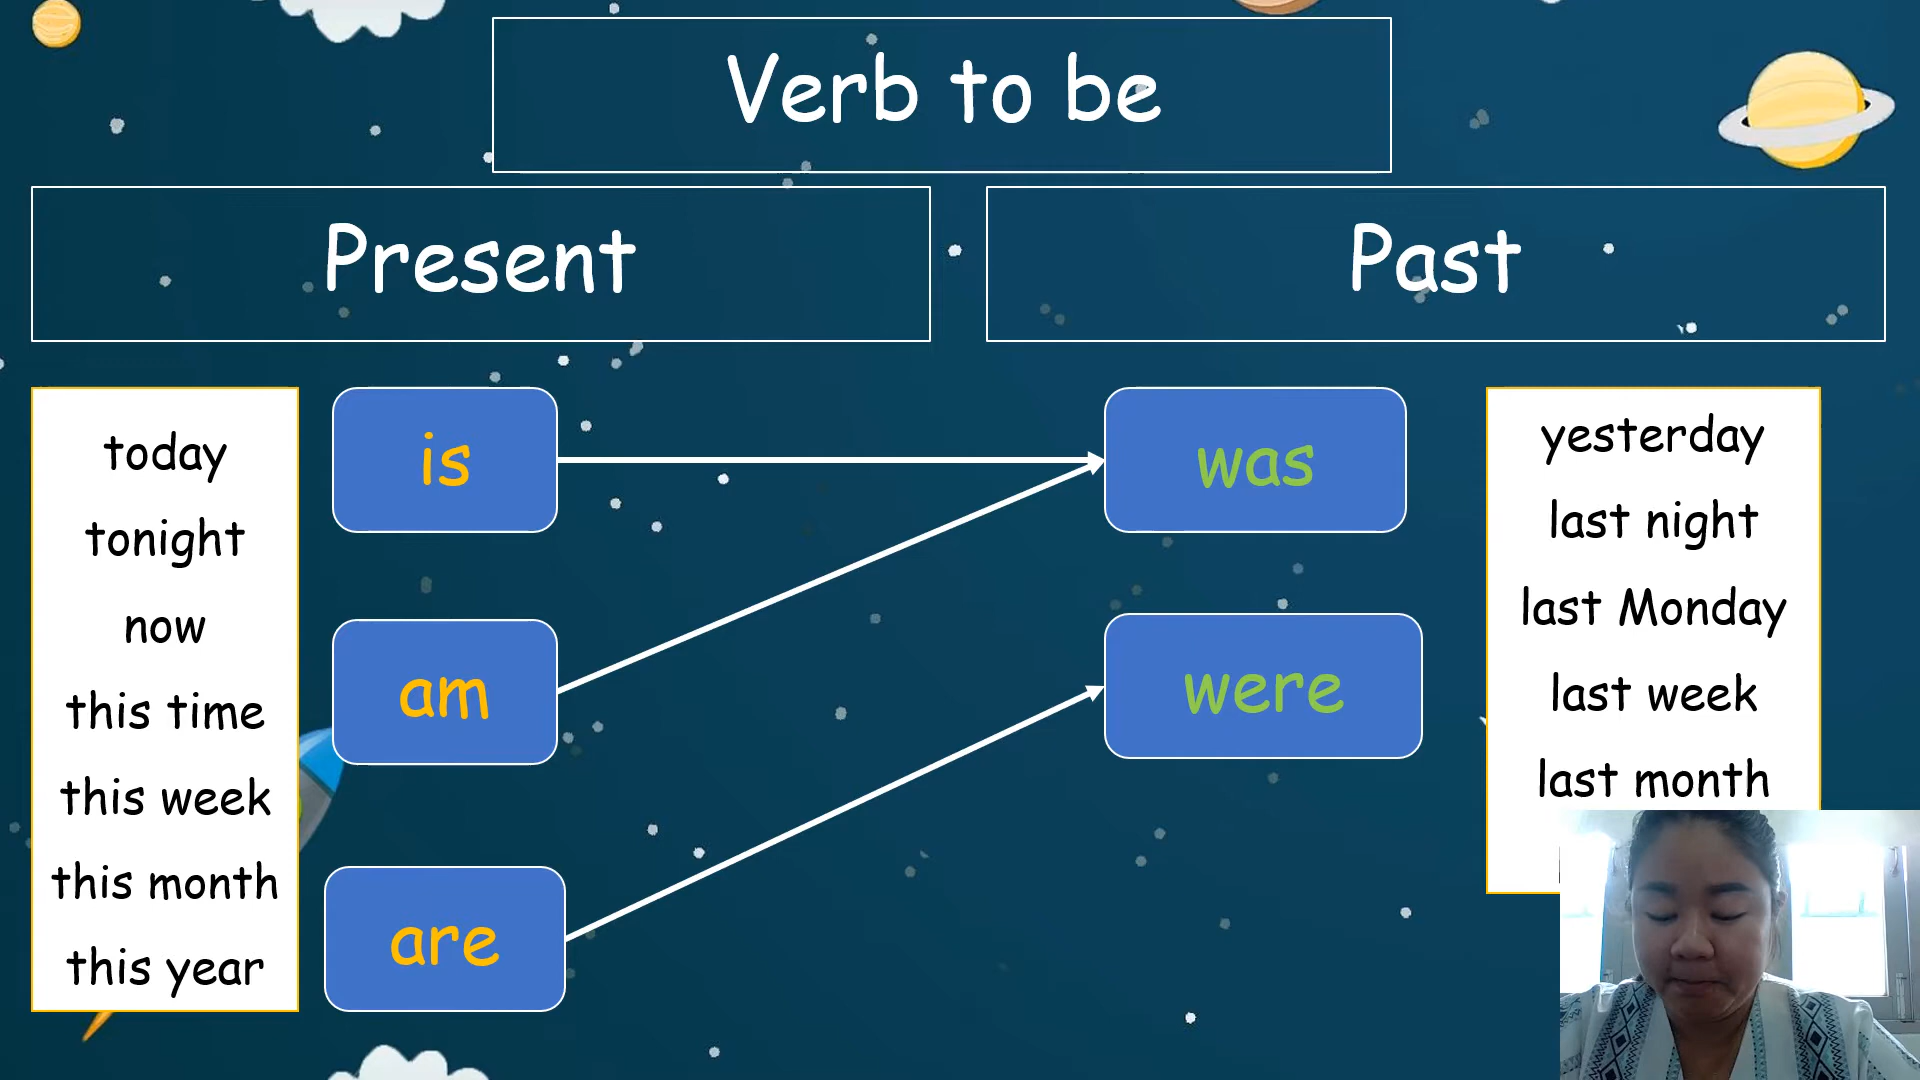 Verb to be
Present
Past
today
tonight
now
this time
this week
this month
this year
is
am
are
was
were
yesterday
last night
last Monday
last week
last month